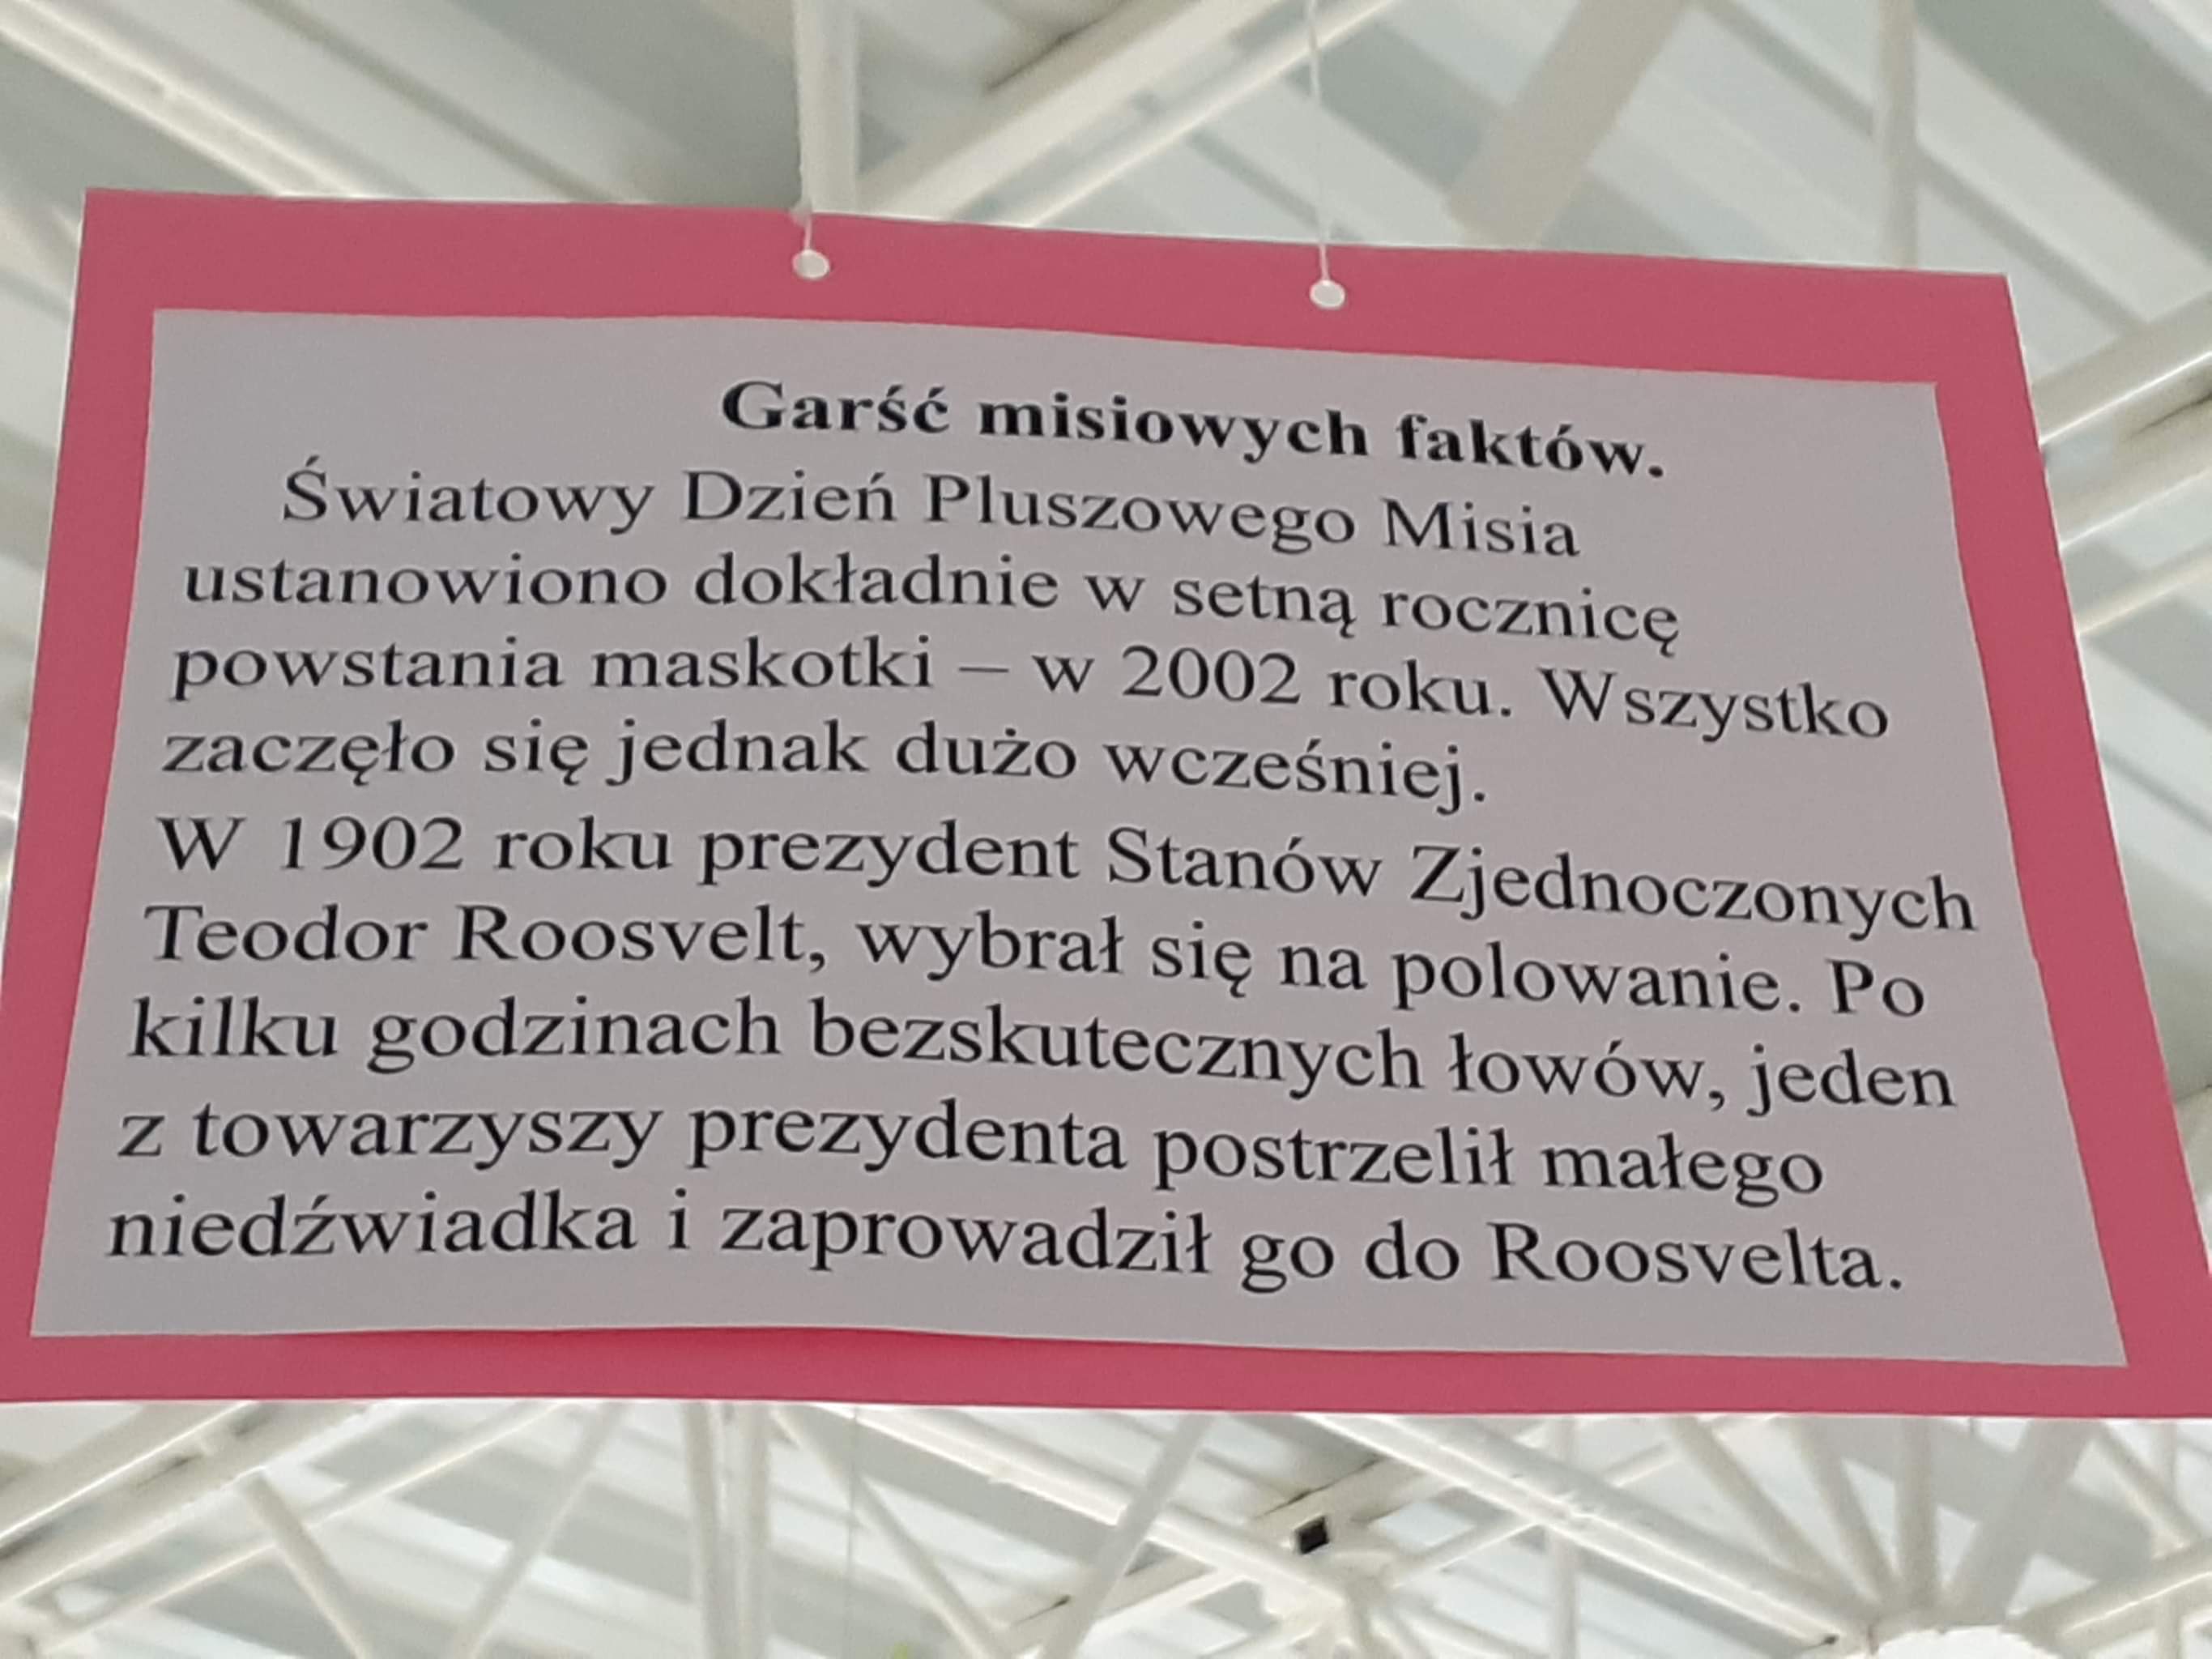 Garść misiowych faktów.
Światowy Dzień Pluszowego Misia
ustanowiono dokładnie w setną rocznicę
powstania maskotki – w 2002 roku. Wszystko
zaczęło się jednak dużo wcześniej.
W 1902 roku prezydent Stanów Zjednoczonych
Teodor Roosvelt, wybrał się na polowanie. Po
kilku godzinach bezskutecznych łowów, jeden
z towarzyszy prezydenta postrzelił małego
niedźwiadka i zaprowadził go do Roosvelta.